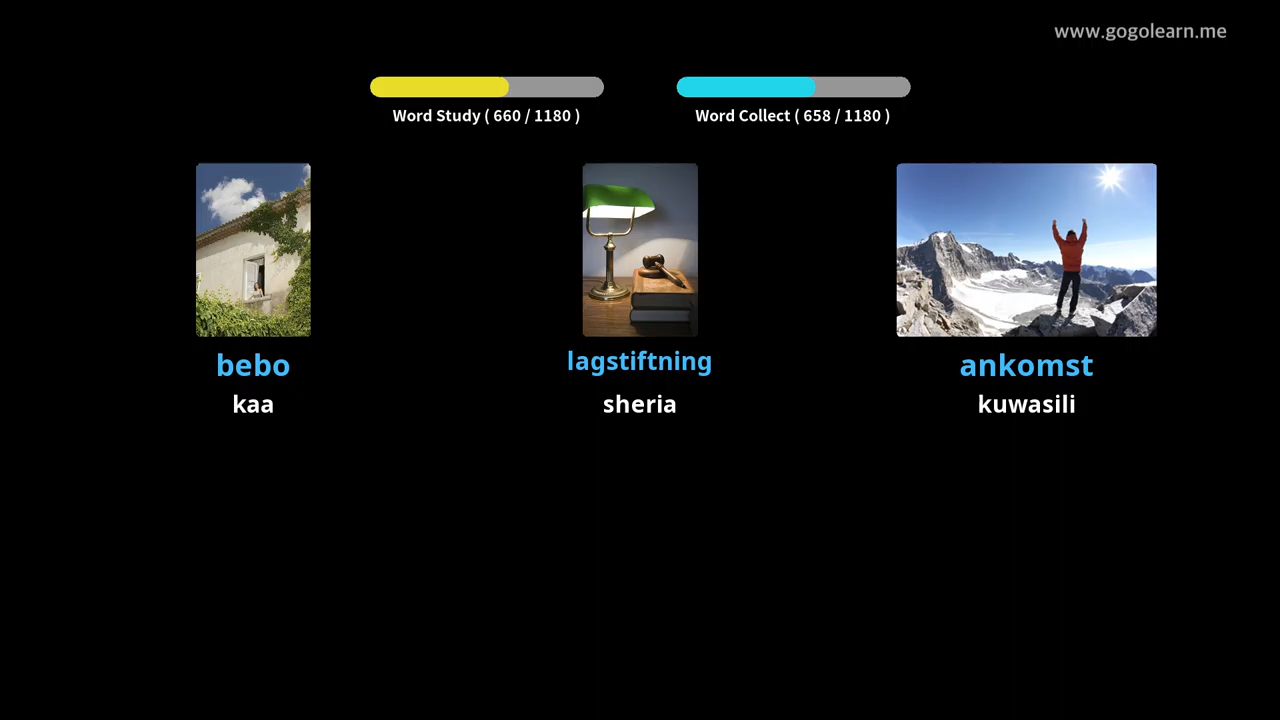 www.gogolearn.me
Word Study ( 660 / 1180 )
Word Collect ( 658 / 1180 )
bebo
lagstiftning
ankomst
kaa
sheria
kuwasili